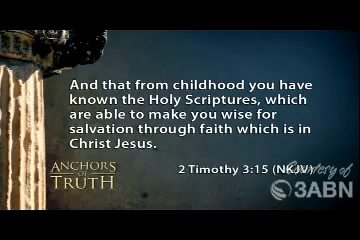 And that from childhood you have
known the Holy Scriptures, which
are able to make you wise for
salvation through faith which is in
Christ Jesus.
2 Timothy 3:15 (NKJV)
ANCHORS
OF
TRUTH
Courtesy of
3ABN